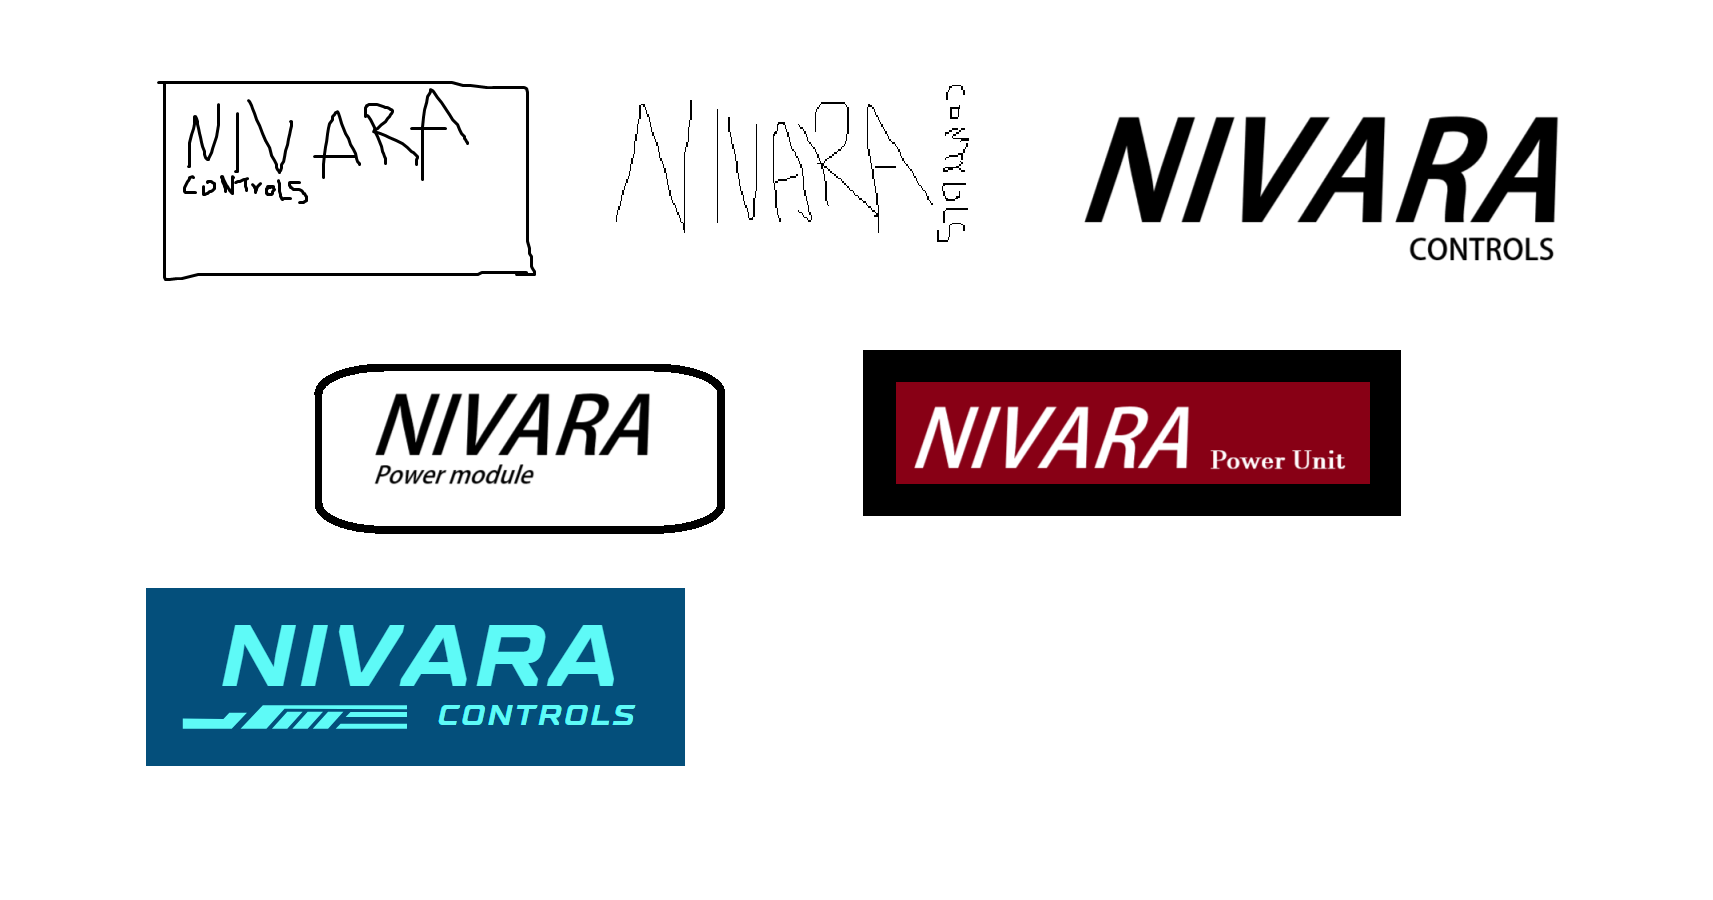 NIVARA
CONTROLS
NIVARA
CONTROLS
NIVARA
CONTROLS
NIVARA
Power module
NIVARA Power Unit
NIVARA
CONTROLS